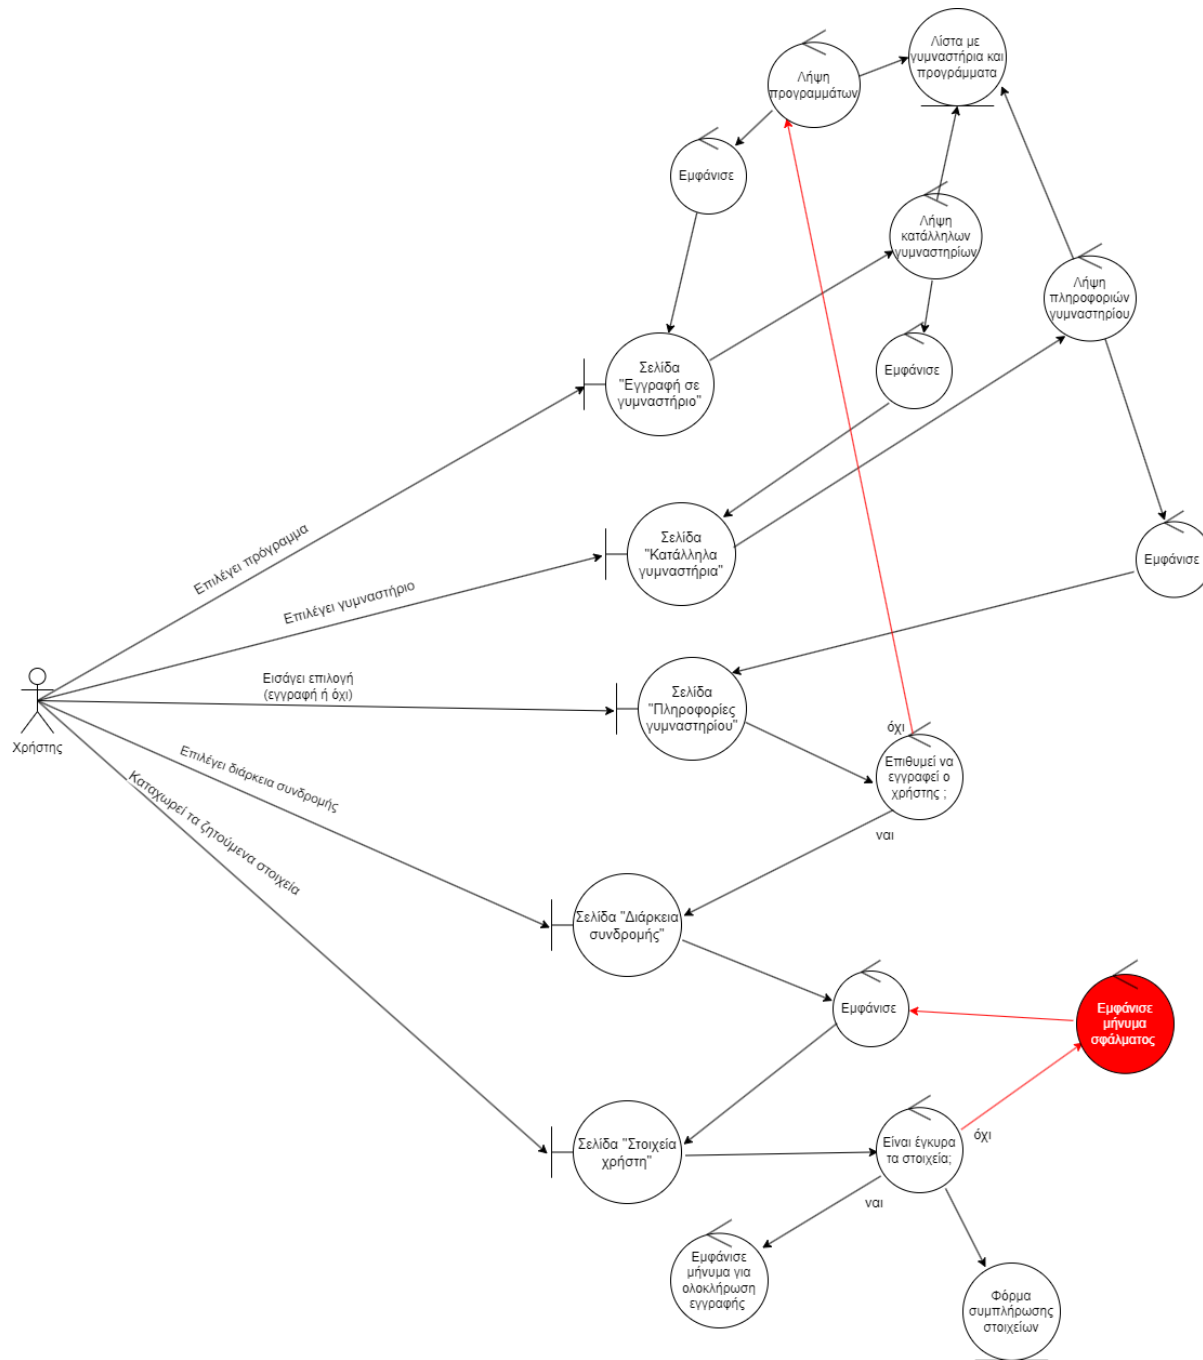 Λίστα με
γυμναστήρια και
προγράμματα
Λήψη
προγραμμάτων
Εμφάνισε
Λήψη
κατάλληλων
γυμναστηρίων
Λήψη
πληροφοριών
γυμναστηρίου
Σελίδα
"Εγγραφή σε
γυμναστήριο"
Εμφάνισε
Επιλέγει πρόγραμμα
Σελίδα
"Κατάλληλα
γυμναστήρια"
Εμφάνισε
Επιλέγει γυμναστήριο
Εισάγει επιλογή
(εγγραφή ή όχι)
Σελίδα
"Πληροφορίες
γυμναστηρίου"
Χρήστης
όχι
Επιθυμεί να
εγγραφεί ο
χρήστης ;
ναι
Επιλέγει διάρκεια συνδρομής
Καταχωρεί τα ζητούμενα στοιχεία
Σελίδα "Διάρκεια
συνδρομής"
Εμφάνισε
Εμφάνισε
μήνυμα
σφάλματος
Σελίδα "Στοιχεία
χρήστη"
Είναι έγκυρα
τα στοιχεία;
όχι
ναι
Εμφάνισε
μήνυμα για
ολοκλήρωση
εγγραφής
Φόρμα
συμπλήρωσης
στοιχείων